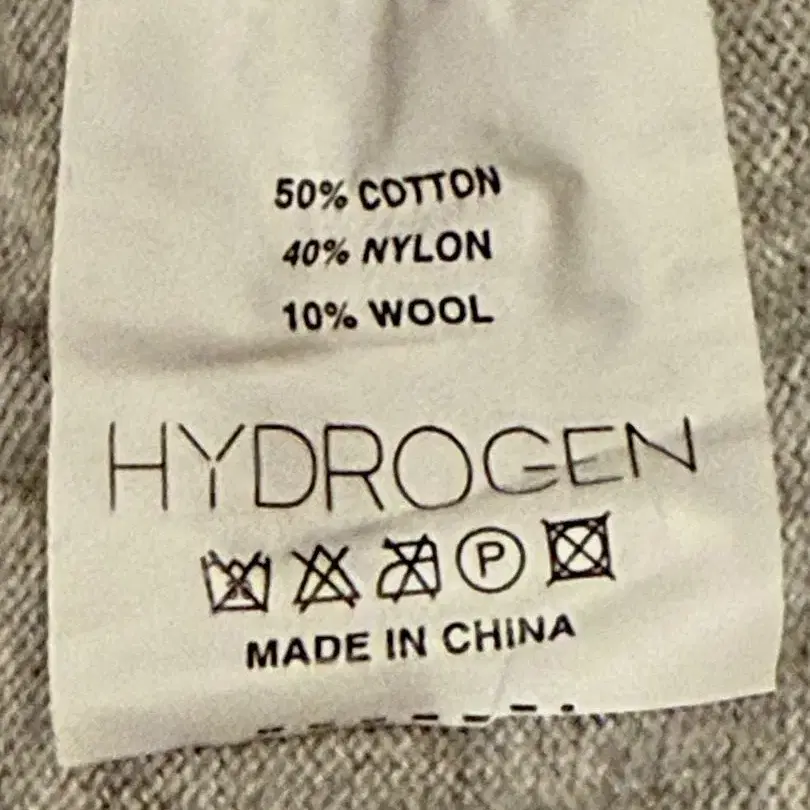 50% COTTON
40% NYLON
10% WOOL
HYDROGEN
P
MADE IN CHINA